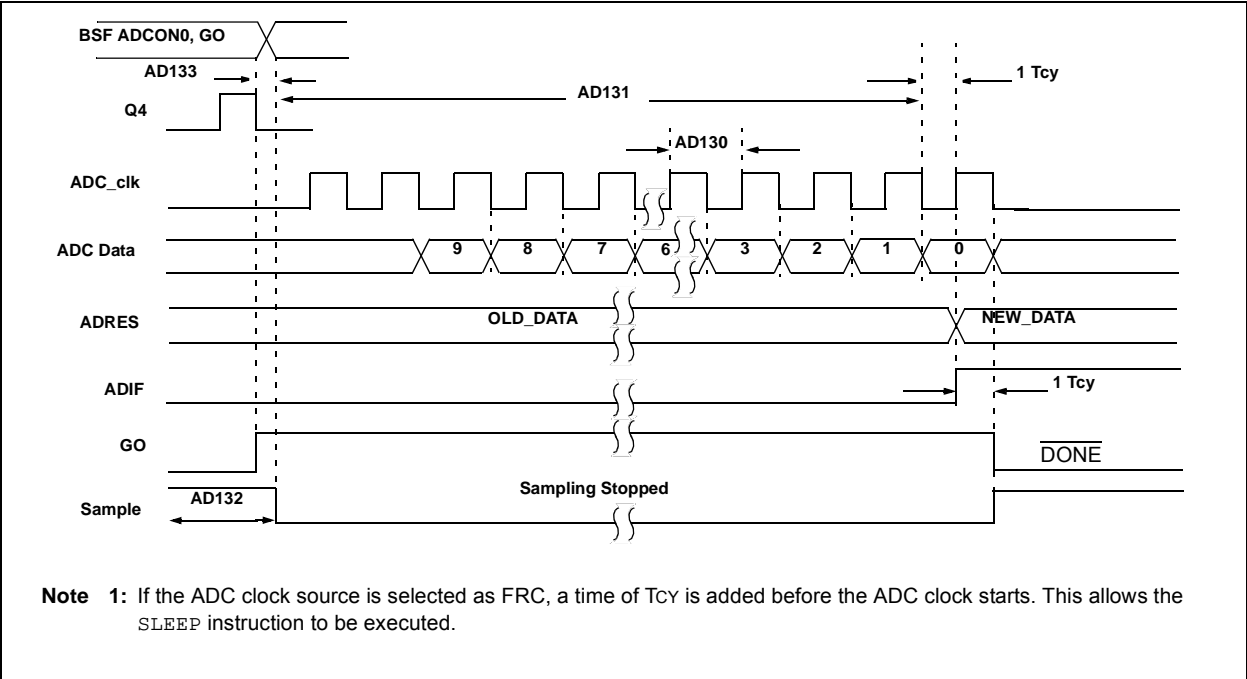 BSF ADCON0, GO
AD133
1 Tcy
AD131
Q4
AD130
ADC_clk
ADC Data
9 8 7 6 3 2 1 0
ADRES
OLD_DATA
NEW_DATA
ADIF
1 Tcy
GO
DONE
AD132
Sampling Stopped
Sample
Note 1: If the ADC clock source is selected as FRC, a time of TCY is added before the ADC clock starts. This allows the
SLEEP instruction to be executed.